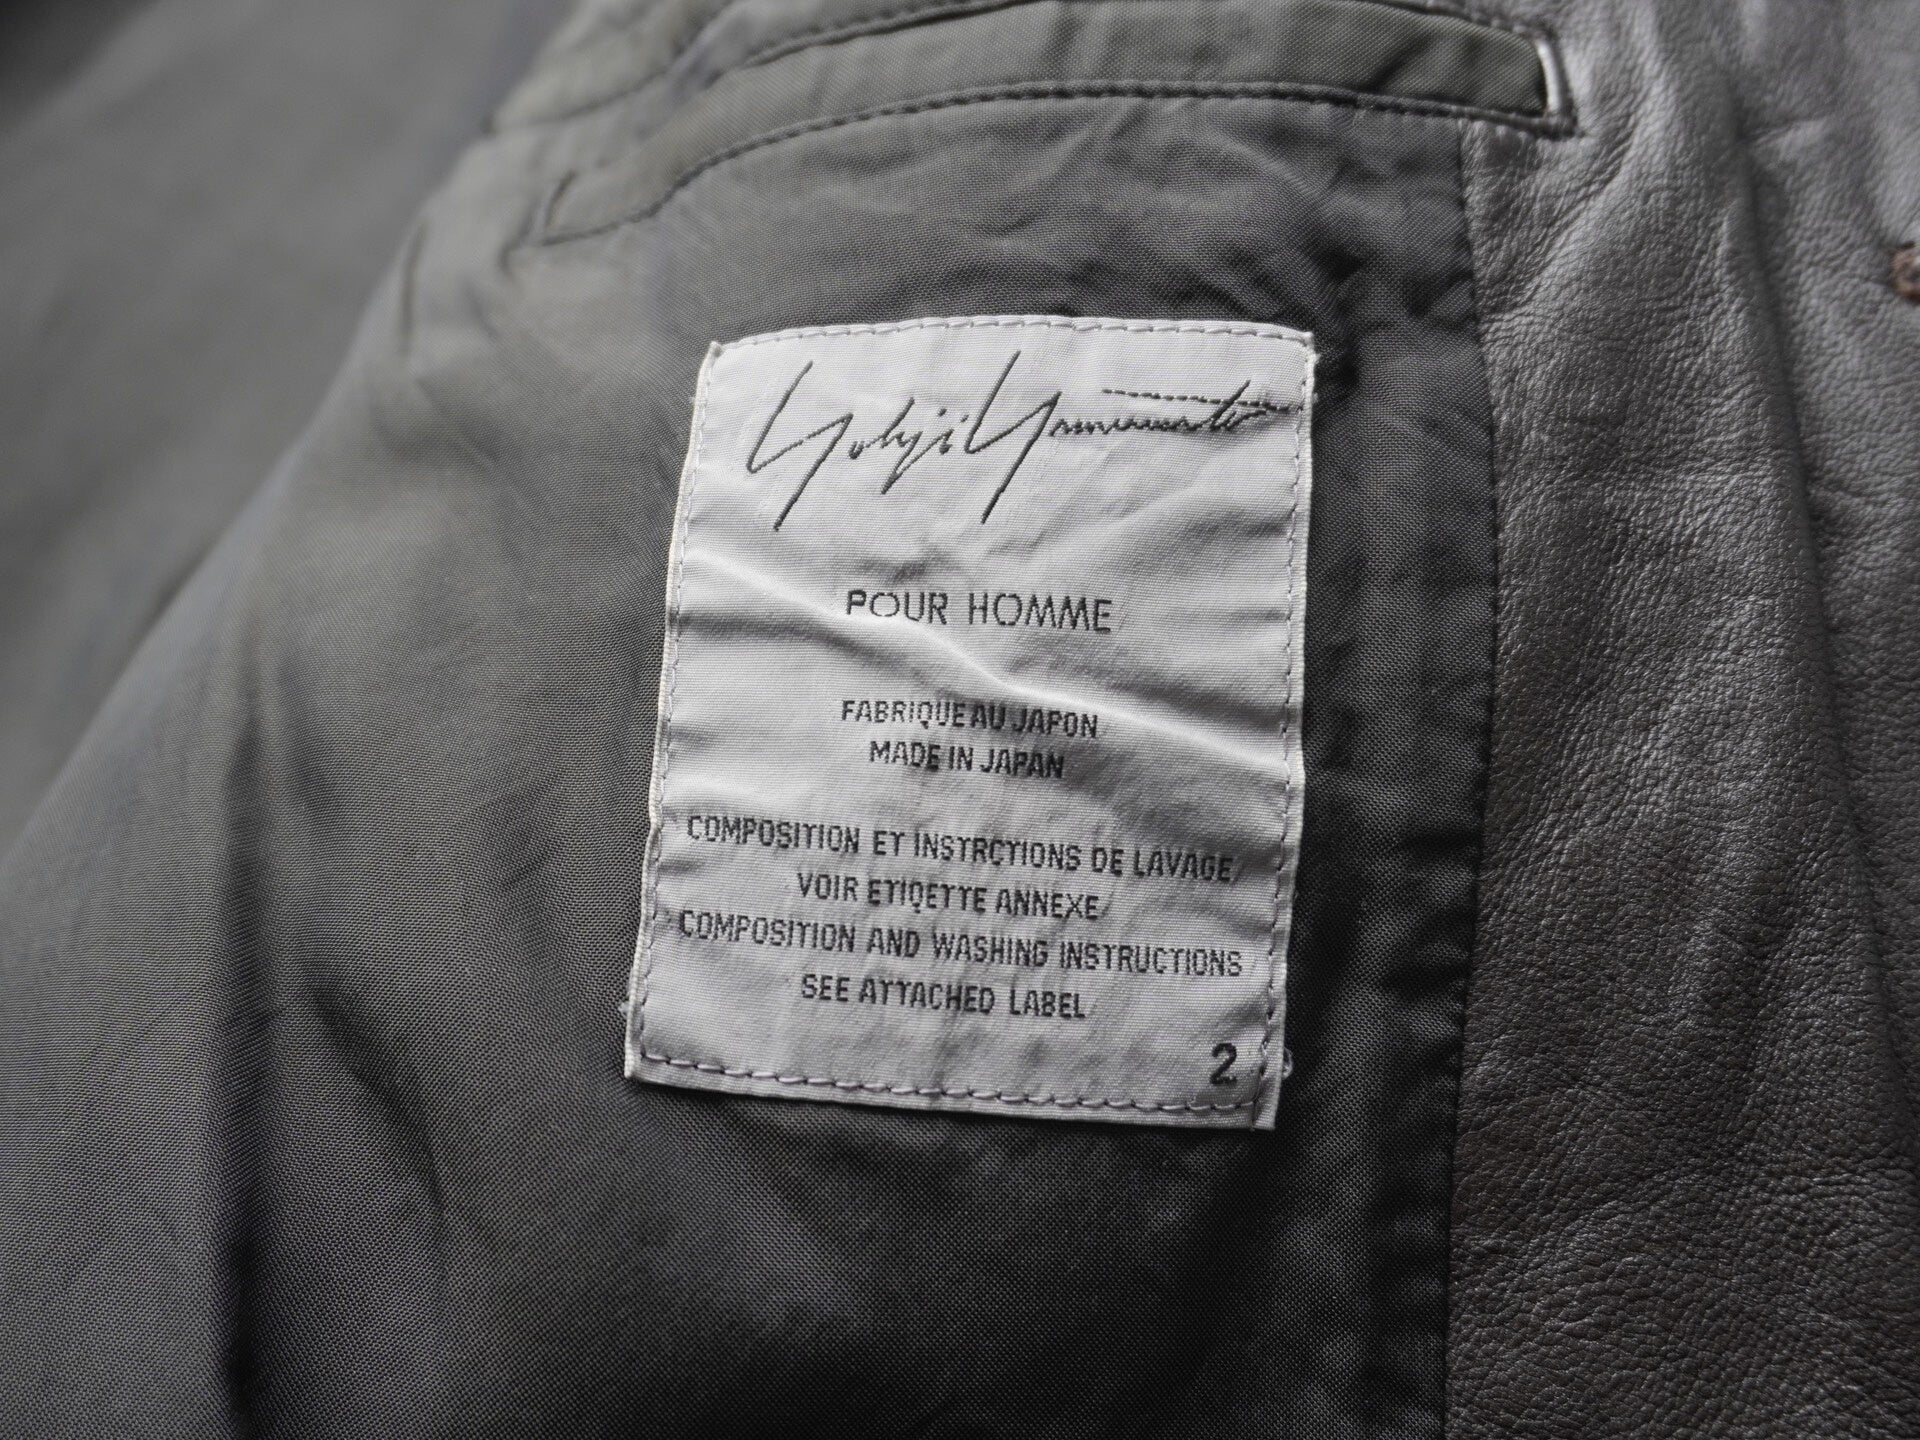 Yohji Yamamoto
POUR HOMME
FABRIQUE AU JAPON
MADE IN JAPAN
COMPOSITION ET INSTRCTIONS DE LAVAGE
VOIR ETIQETTE ANNEXE
COMPOSITION AND WASHING INSTRUCTIONS
SEE ATTACHED LABEL
2